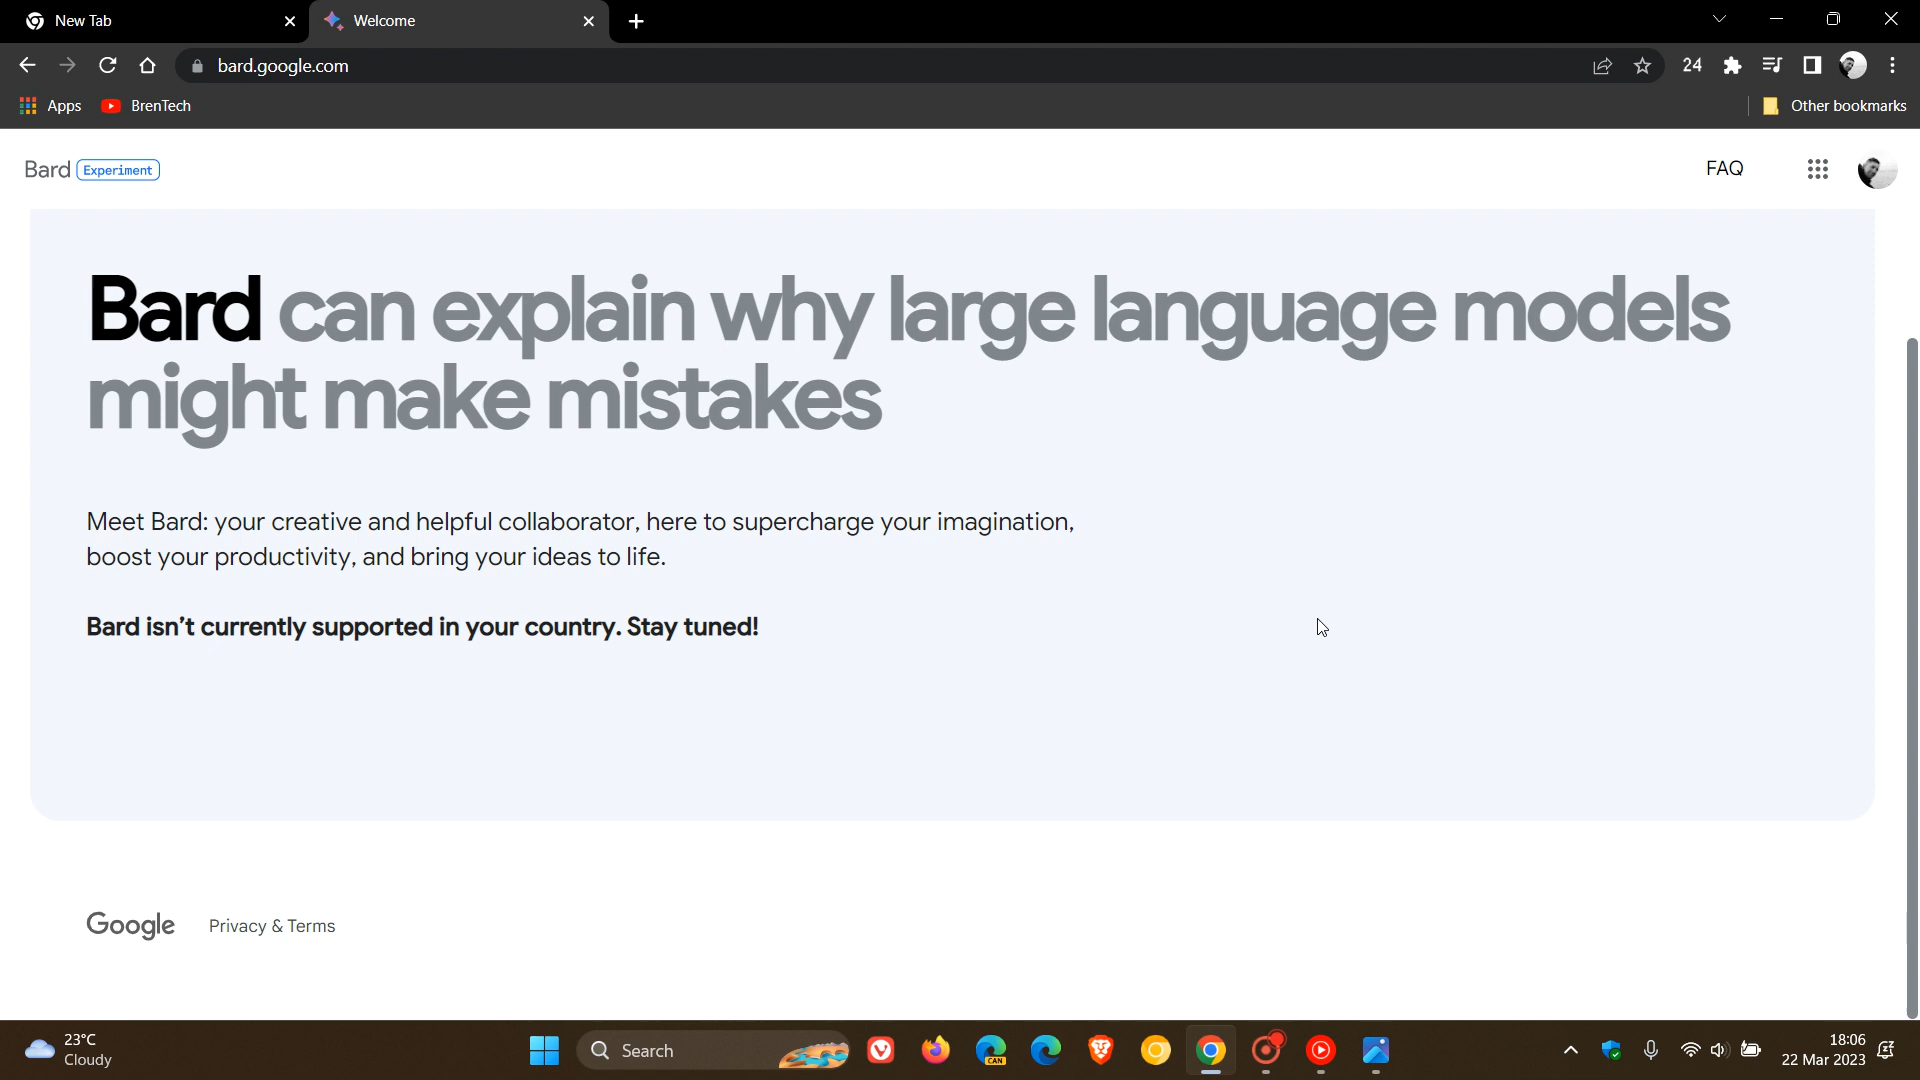 New Tab
Welcome
bard.google.com
24
Apps
BrenTech
Other bookmarks
Bard Experiment
FAQ
Bard can explain why large language models
might make mistakes
Meet Bard: your creative and helpful collaborator, here to supercharge your imagination,
boost your productivity, and bring your ideas to life.
Bard isn’t currently supported in your country. Stay tuned!
Google
Privacy & Terms
23°C
Cloudy
Search
CAN
18:06
22 Mar 2023